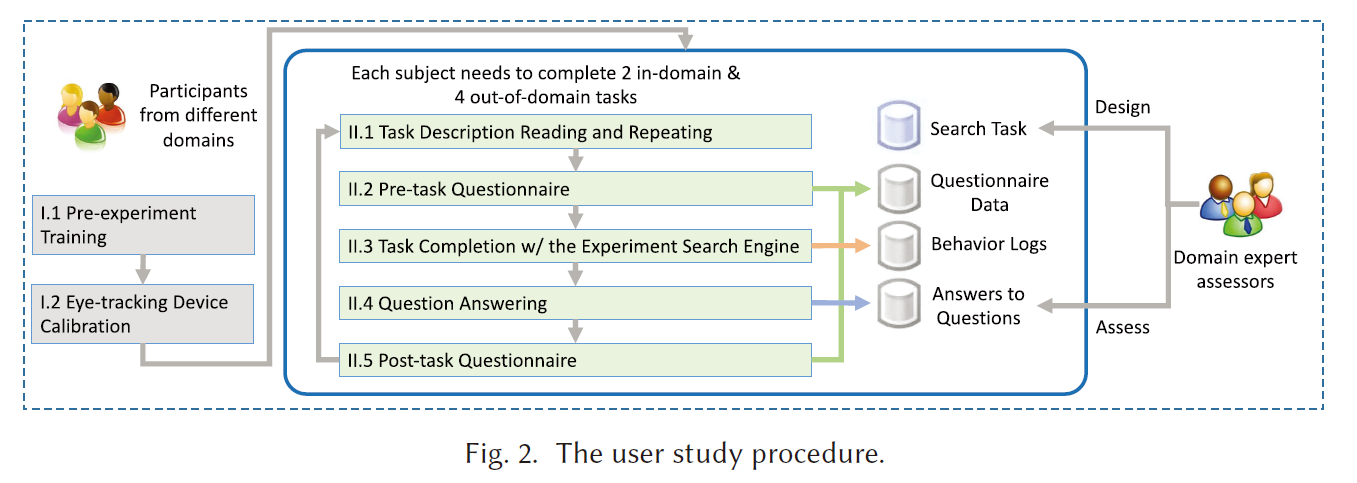 Participants
from different
domains
I.1 Pre-experiment
Training
I.2 Eye-tracking Device
Calibration
Each subject needs to complete 2 in-domain &
4 out-of-domain tasks
II.1 Task Description Reading and Repeating
II.2 Pre-task Questionnaire
II.3 Task Completion w/ the Experiment Search Engine
II.4 Question Answering
II.5 Post-task Questionnaire
Search Task
Questionnaire
Data
Behavior Logs
Answers to
Questions
Design
Assess
Domain expert
assessors
Fig. 2. The user study procedure.